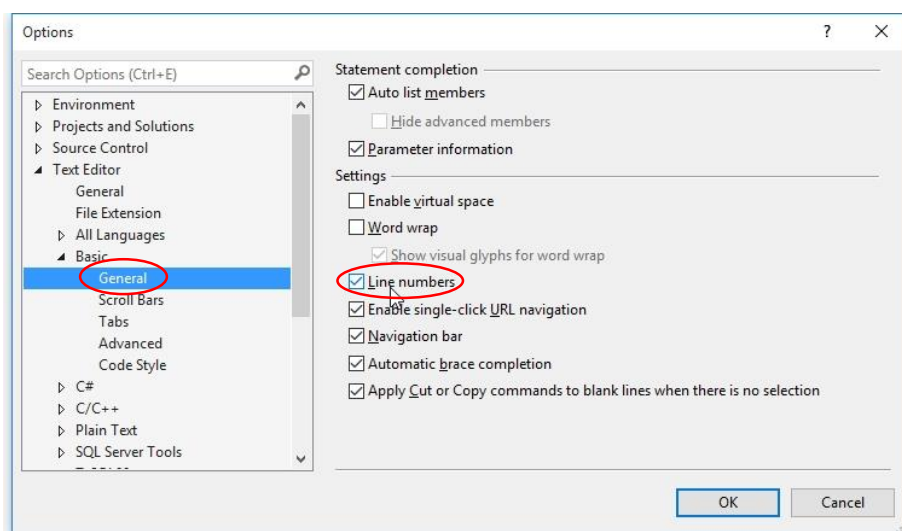 Options
?
Search Options (Ctrl+E)
Environment
Projects and Solutions
Source Control
Text Editor
General
File Extension
All Languages
Basic
General
Scroll Bars
Tabs
Advanced
Code Style
C#
C/C++
Plain Text
SQL Server Tools
Statement completion
Auto list members
Hide advanced members
Parameter information
Settings
Enable virtual space
Word wrap
Show visual glyphs for word wrap
Line numbers
Enable single-click URL navigation
Navigation bar
Automatic brace completion
Apply Cut or Copy commands to blank lines when there is no selection
OK
Cancel